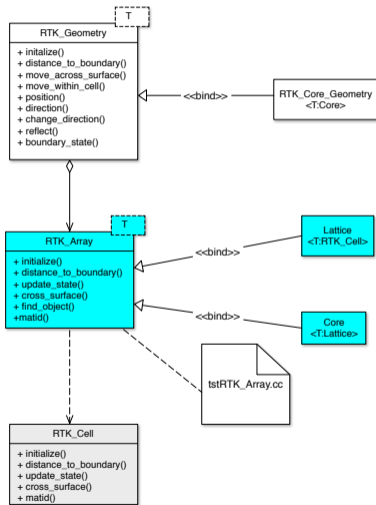 T
RTK_Geometry
+ initalize()
+ distance_to_boundary()
+ move_across_surface()
+ move_within_cell()
+ position()
+ direction()
+ change_direction()
+ reflect()
+ boundary_state()
<<bind>>
RTK_Core_Geometry
<T:Core>
T
RTK_Array
+ initialize()
+ distance_to_boundary()
+ update_state()
+ cross_surface()
+ find_object()
+matid()
<<bind>>
Lattice
<T:RTK_Cell>
<<bind>>
Core
<T:Lattice>
tstRTK_Array.cc
RTK_Cell
+ initialize()
+ distance_to_boundary()
+ update_state()
+ cross_surface()
+ matid()